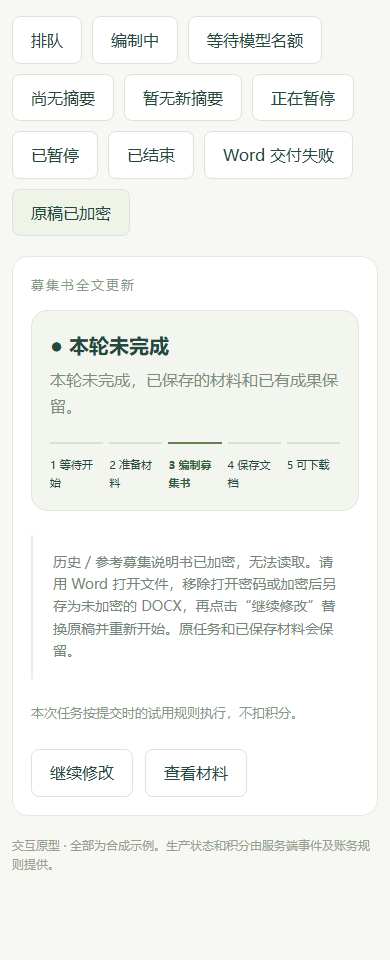 排队
编制中
等待模型名额
尚无摘要
暂无新摘要
正在暂停
已暂停
已结束
Word 交付失败
原稿已加密
募集书全文更新
● 本轮未完成
本轮未完成，已保存的材料和已有成果保
留。
1 等待开
始
2 准备材
料
3 编制募
集书
4 保存文
档
5 可下载
历史 / 参考募集说明书已加密，无法读取。请
用 Word 打开文件，移除打开密码或加密后另
存为未加密的 DOCX，再点击“继续修改”替
换原稿并重新开始。原任务和已保存材料会保
留。
本次任务按提交时的试用规则执行，不扣积分。
继续修改
查看材料
交互原型 · 全部为合成示例。生产状态和积分由服务端事件及账务规
则提供。